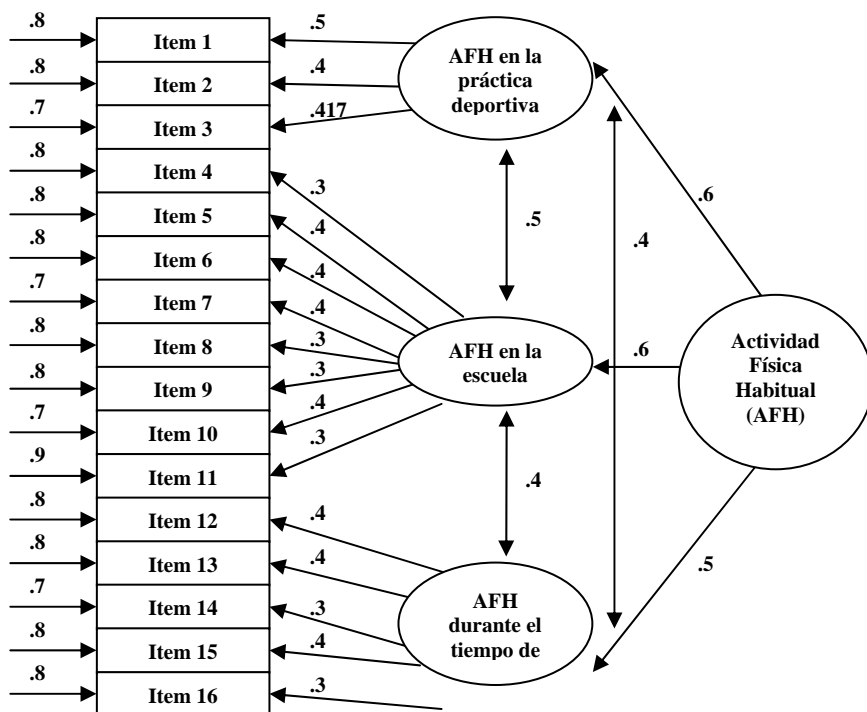 .8
.8
.7
.8
.8
.8
.7
.8
.8
.7
.9
.8
.8
.7
.8
.8
Item 1
Item 2
Item 3
Item 4
Item 5
Item 6
Item 7
Item 8
Item 9
Item 10
Item 11
Item 12
Item 13
Item 14
Item 15
Item 16
.5
.4
.417
.3
.4
.4
.4
.3
.3
.4
.3
.4
.4
.3
.4
.3
AFH en la
práctica
deportiva
.5
AFH en la
escuela
.4
AFH
durante el
tiempo de
.6
.4
.6
.5
Actividad
Física
Habitual
(AFH)